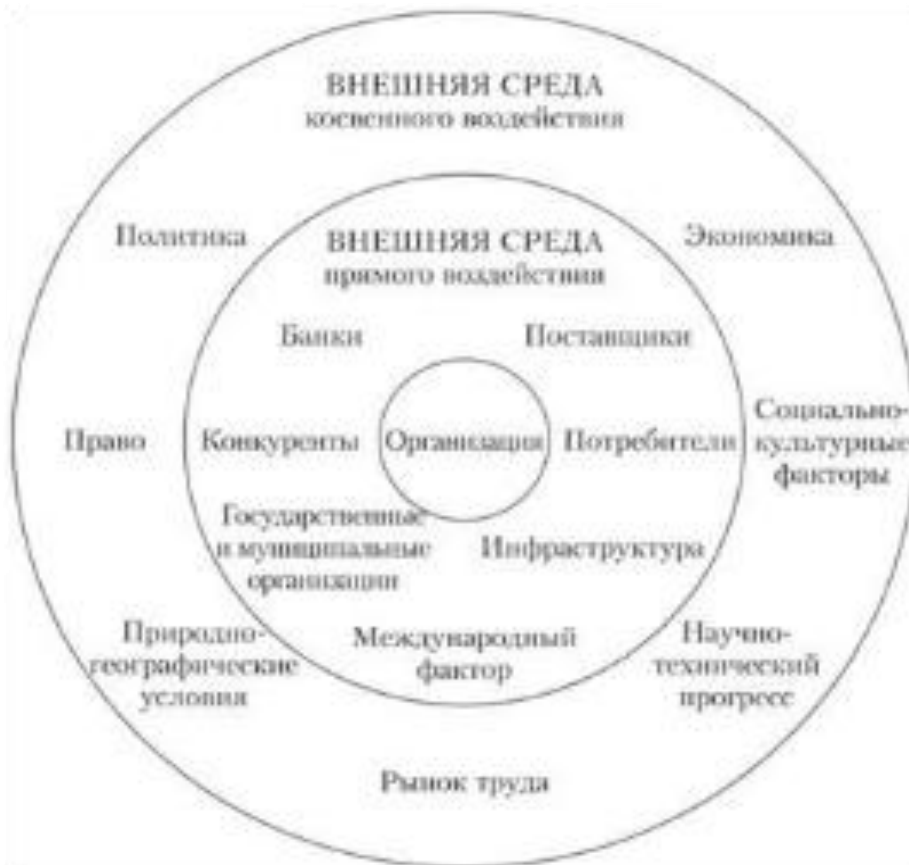 ВНЕШНЯЯ СРЕДА
косвенного воздействия
Политика
Экономика
ВНЕШНЯЯ СРЕДА
прямого воздействия
Банки
Поставщики
Право
Конкуренты
Организация
Потребители
Социально-
культурные
факторы
Государственные
и муниципальные
организации
Инфраструктура
Природно-
географические
условия
Международный
фактор
Научно-
технический
прогресс
Рынок труда